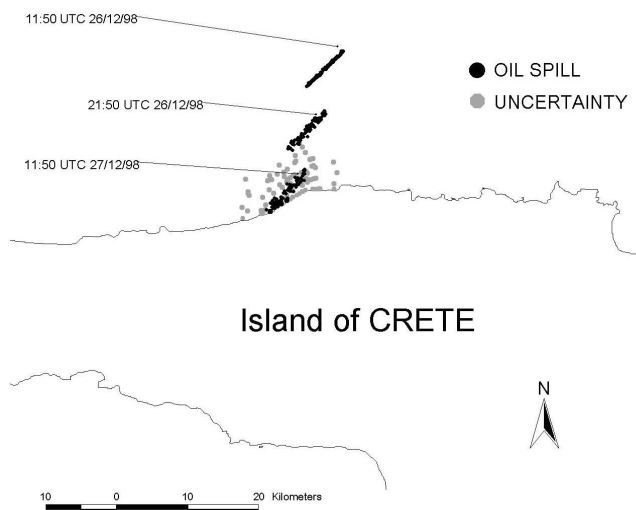 11:50 UTC 26/12/98
OIL SPILL
21:50 UTC 26/12/98
UNCERTAINTY
11:50 UTC 27/12/98
Island of CRETE
N
10 0 10 20 Kilometers